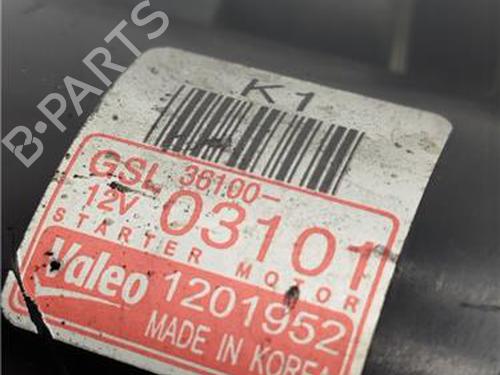 K1
GSL 36100-
12V 03101
STARTER MOTOR
Valeo 1201952
MADE IN KOREA
B-PARTS